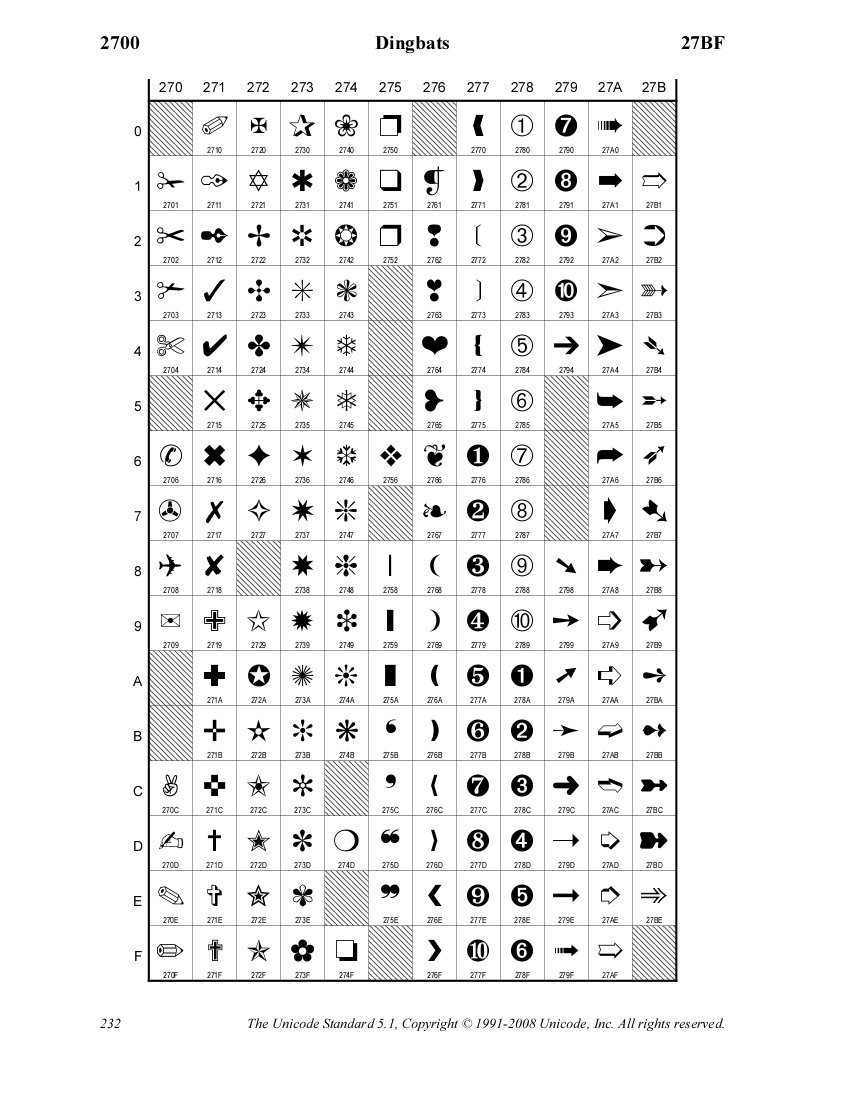 2700 Dingbats 27BF
270 271 272 273 274 275 276 277 278 279 27A 27B
0 ✐ ✠ ✰ ❀ ❐ ❰ ➀ ➐ ➠
2710 2720 2730 2740 2750 2770 2780 2790 27A0
1 ✁ ✑ ✡ ✱ ❁ ❑ ❡ ❱ ➁ ➑ ➡ ➱
2701 2711 2721 2731 2741 2751 2761 2771 2781 2791 27A1 27B1
2 ✂ ✒ ✢ ✲ ❂ ❒ ❢ ❲ ➂ ➒ ➢ ➲
2702 2712 2722 2732 2742 2752 2762 2772 2782 2792 27A2 27B2
3 ✃ ✓ ✣ ✳ ❃ ❣ ❳ ➃ ➓ ➣ ➳
2703 2713 2723 2733 2743 2763 2773 2783 2793 27A3 27B3
4 ✄ ✔ ✤ ✴ ❄ ❤ ❴ ➄ ➔ ➤ ➴
2704 2714 2724 2734 2744 2764 2774 2784 2794 27A4 27B4
5 ✕ ✥ ✵ ❅ ❥ ❵ ➅ ➥ ➵
2715 2725 2735 2745 2765 2775 2785 27A5 27B5
6 ✆ ✖ ✦ ✶ ❆ ❖ ❦ ❶ ➆ ➦ ➶
2706 2716 2726 2736 2746 2756 2766 2776 2786 27A6 27B6
7 ✇ ✗ ✧ ✷ ❇ ❧ ❷ ➇ ➧ ➷
2707 2717 2727 2737 2747 2767 2777 2787 27A7 27B7
8 ✈ ✘ ✸ ❈ ❘ ❨ ❸ ➈ ➘ ➨ ➸
2708 2718 2738 2748 2758 2768 2778 2788 2798 27A8 27B8
9 ✉ ✙ ✩ ✹ ❉ ❙ ❩ ❹ ➉ ➙ ➩ ➹
2709 2719 2729 2739 2749 2759 2769 2779 2789 2799 27A9 27B9
A ✚ ✪ ✺ ❊ ❚ ❪ ❺ ➊ ➚ ➪ ➺
271A 272A 273A 274A 275A 276A 277A 278A 279A 27AA 27BA
B ✛ ✫ ✻ ❋ ❛ ❫ ❻ ➋ ➛ ➫ ➻
271B 272B 273B 274B 275B 276B 277B 278B 279B 27AB 27BB
C ✌ ✜ ✬ ✼ ❜ ❬ ❼ ➌ ➜ ➬ ➼
270C 271C 272C 273C 275C 276C 277C 278C 279C 27AC 27BC
D ✍ ✝ ✭ ✽ ❍ ❝ ❭ ❽ ➍ ➝ ➭ ➽
270D 271D 272D 273D 274D 275D 276D 277D 278D 279D 27AD 27BD
E ✎ ✞ ✮ ✾ ❞ ❮ ❾ ➎ ➞ ➮ ➾
270E 271E 272E 273E 275E 276E 277E 278E 279E 27AE 27BE
F ✏ ✟ ✯ ✿ ❏ ❯ ❿ ➏ ➟ ➯
270F 271F 272F 273F 274F 276F 277F 278F 279F 27AF
232 The Unicode Standard 5.1, Copyright © 1991-2008 Unicode, Inc. All rights reserved.